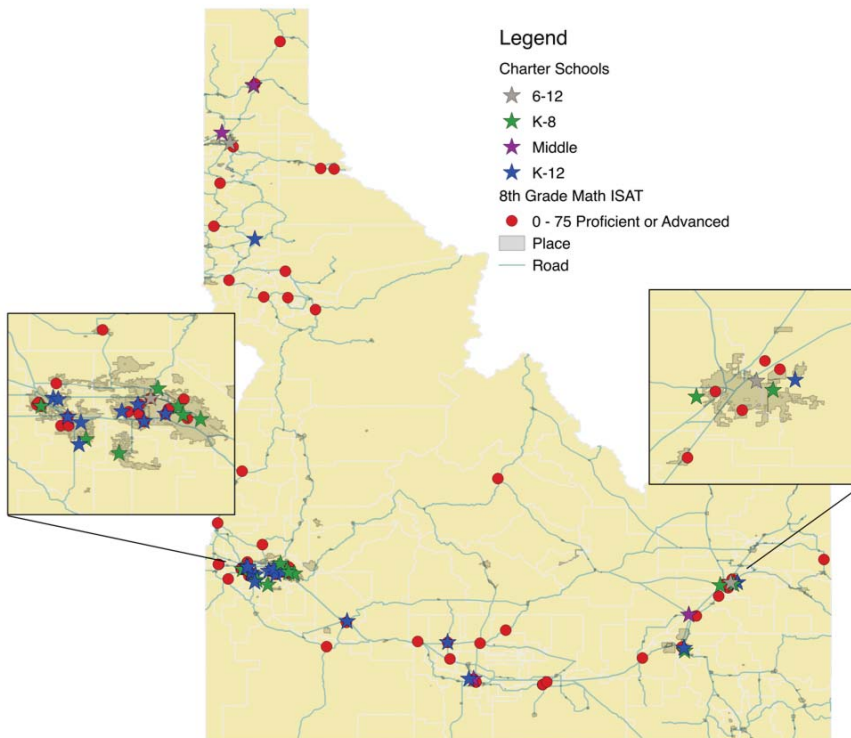 Legend
Charter Schools
6-12
K-8
Middle
K-12
8th Grade Math ISAT
0 - 75 Proficient or Advanced
Place
Road